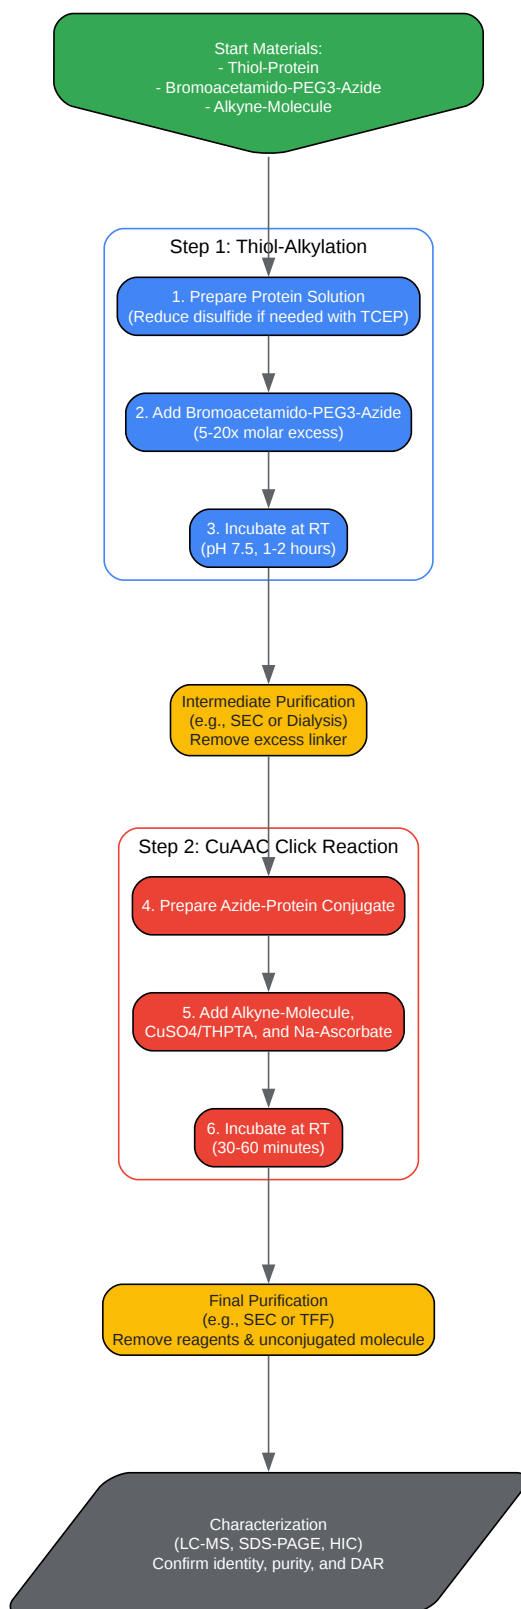 Start Materials:
- Thiol-Protein
- Bromoacetamido-PEG3-Azide
- Alkyne-Molecule
Step 1: Thiol-Alkylation
1. Prepare Protein Solution
(Reduce disulfide if needed with TCEP)
2. Add Bromoacetamido-PEG3-Azide
(5-20x molar excess)
3. Incubate at RT
(pH 7.5, 1-2 hours)
Intermediate Purification
(e.g., SEC or Dialysis)
Remove excess linker
Step 2: CuAAC Click Reaction
4. Prepare Azide-Protein Conjugate
5. Add Alkyne-Molecule,
CuSO4/THPTA, and Na-Ascorbate
6. Incubate at RT
(30-60 minutes)
Final Purification
(e.g., SEC or TFF)
Remove reagents & unconjugated molecule
Characterization
(LC-MS, SDS-PAGE, HIC)
Confirm identity, purity, and DAR